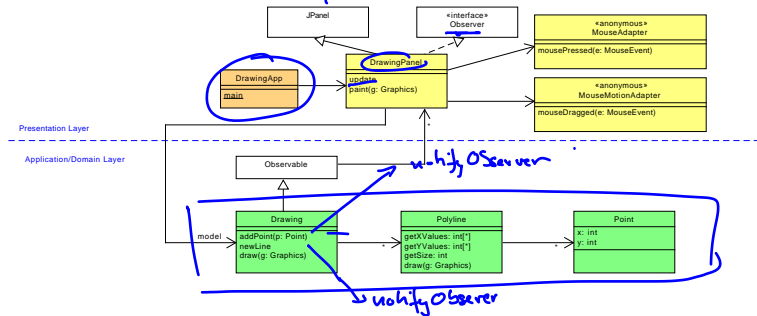 JPanel
«interface»
Observer
«anonymous»
MouseAdapter
mousePressed(e: MouseEvent)
DrawingPanel
update
paint(g: Graphics)
DrawingApp
main
«anonymous»
MouseMotionAdapter
mouseDragged(e: MouseEvent)
Presentation Layer
*
Application/Domain Layer
Observable
notifyObserver
model
Drawing
addPoint(p: Point)
newLine
draw(g: Graphics)
*
Polyline
getXValues: int[*]
getYValues: int[*]
getSize: int
draw(g: Graphics)
*
Point
x: int
y: int
notifyObserver